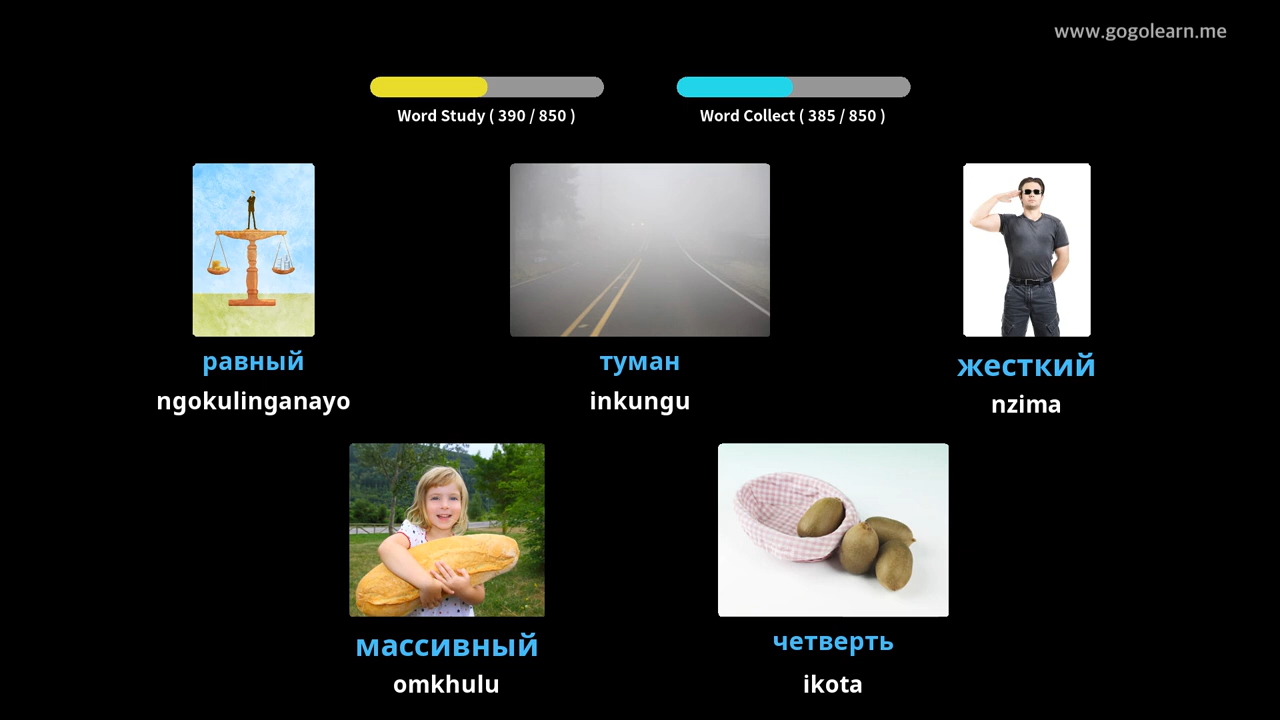 www.gogolearn.me
Word Study ( 390 / 850 )
Word Collect ( 385 / 850 )
равный
ngokulinganayo
туман
inkungu
жесткий
nzima
массивный
omkhulu
четверть
ikota